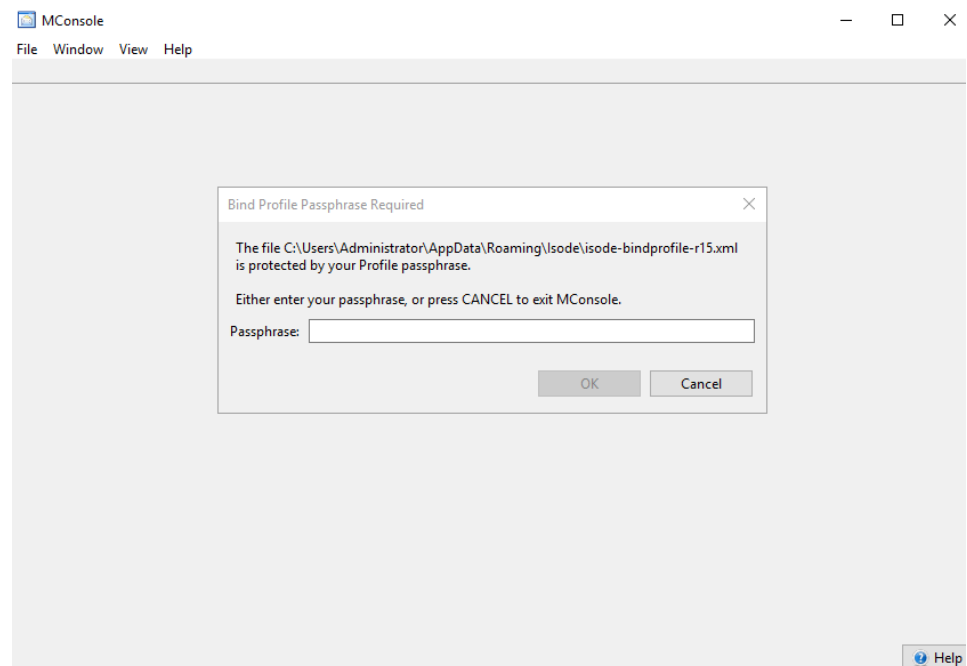 MConsole
File Window View Help
Bind Profile Passphrase Required
The file C:\Users\Administrator\AppData\Roaming\Isode\isode-bindprofile-r15.xml
is protected by your Profile passphrase.
Either enter your passphrase, or press CANCEL to exit MConsole.
Passphrase:
OK Cancel
Help